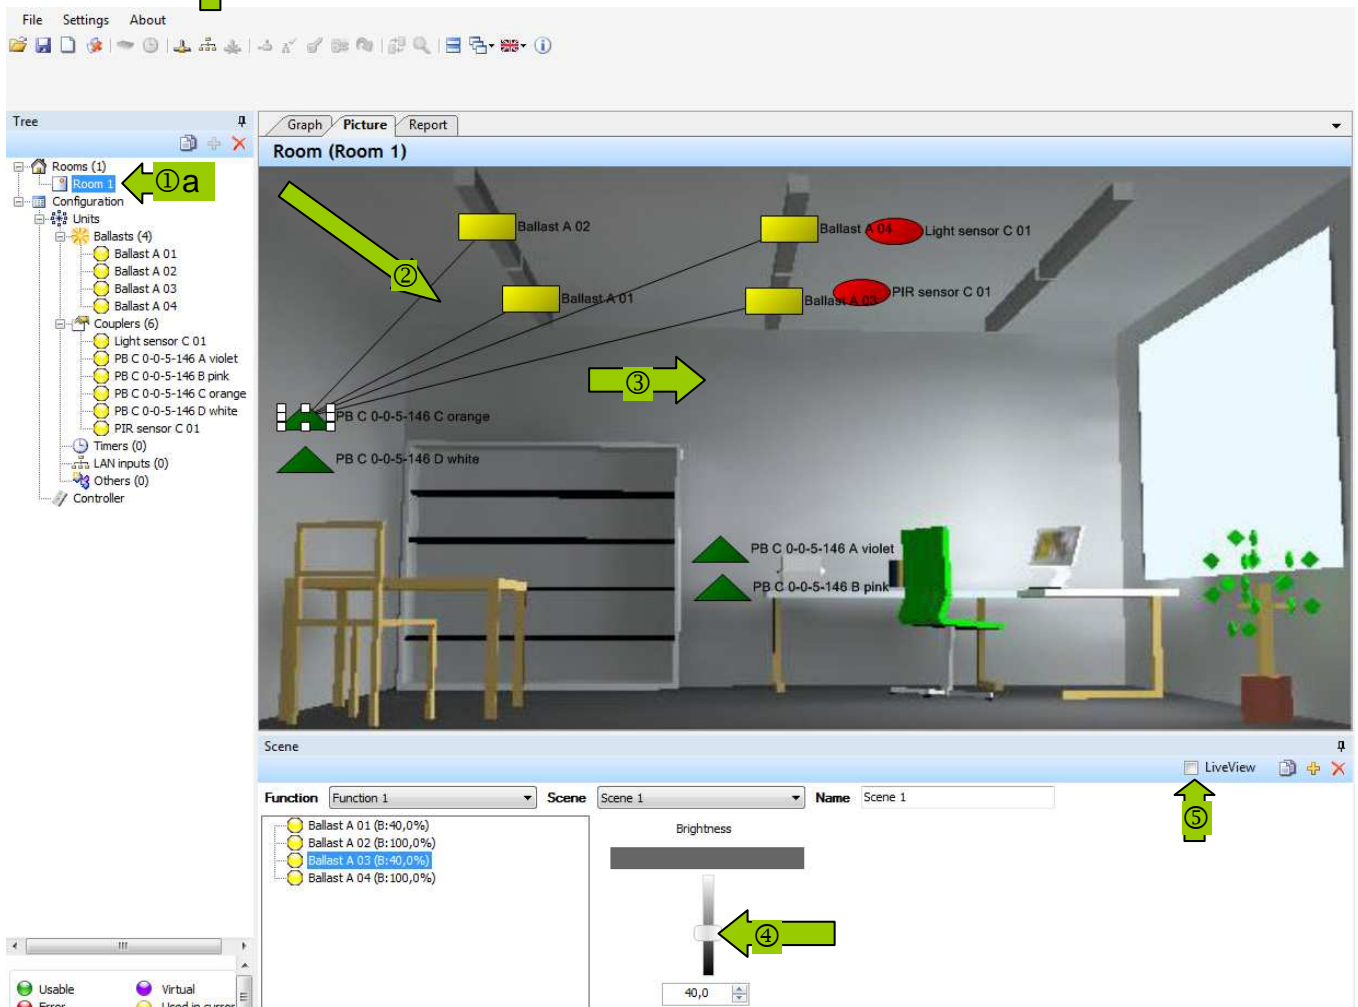 File Settings About
Tree
Graph Picture Report
Room (Room 1)
Rooms (1)
Room 1
①a
Configuration
Units
Ballasts (4)
Ballast A 01
Ballast A 02
Ballast A 03
Ballast A 04
Couplers (6)
Light sensor C 01
PB C 0-0-5-146 A violet
PB C 0-0-5-146 B pink
PB C 0-0-5-146 C orange
PB C 0-0-5-146 D white
PIR sensor C 01
Timers (0)
LAN inputs (0)
Others (0)
Controller
Ballast A 02
Ballast A 04
Light sensor C 01
②
Ballast A 01
Ballast A 03
PIR sensor C 01
③
PB C 0-0-5-146 C orange
PB C 0-0-5-146 D white
PB C 0-0-5-146 A violet
PB C 0-0-5-146 B pink
Scene
LiveView
Function Function 1 Scene Scene 1 Name Scene 1
⑤
Ballast A 01 (B:40,0%)
Ballast A 02 (B:100,0%)
Ballast A 03 (B:40,0%)
Ballast A 04 (B:100,0%)
Brightness
④
40,0
Usable Virtual
Error Used in curren